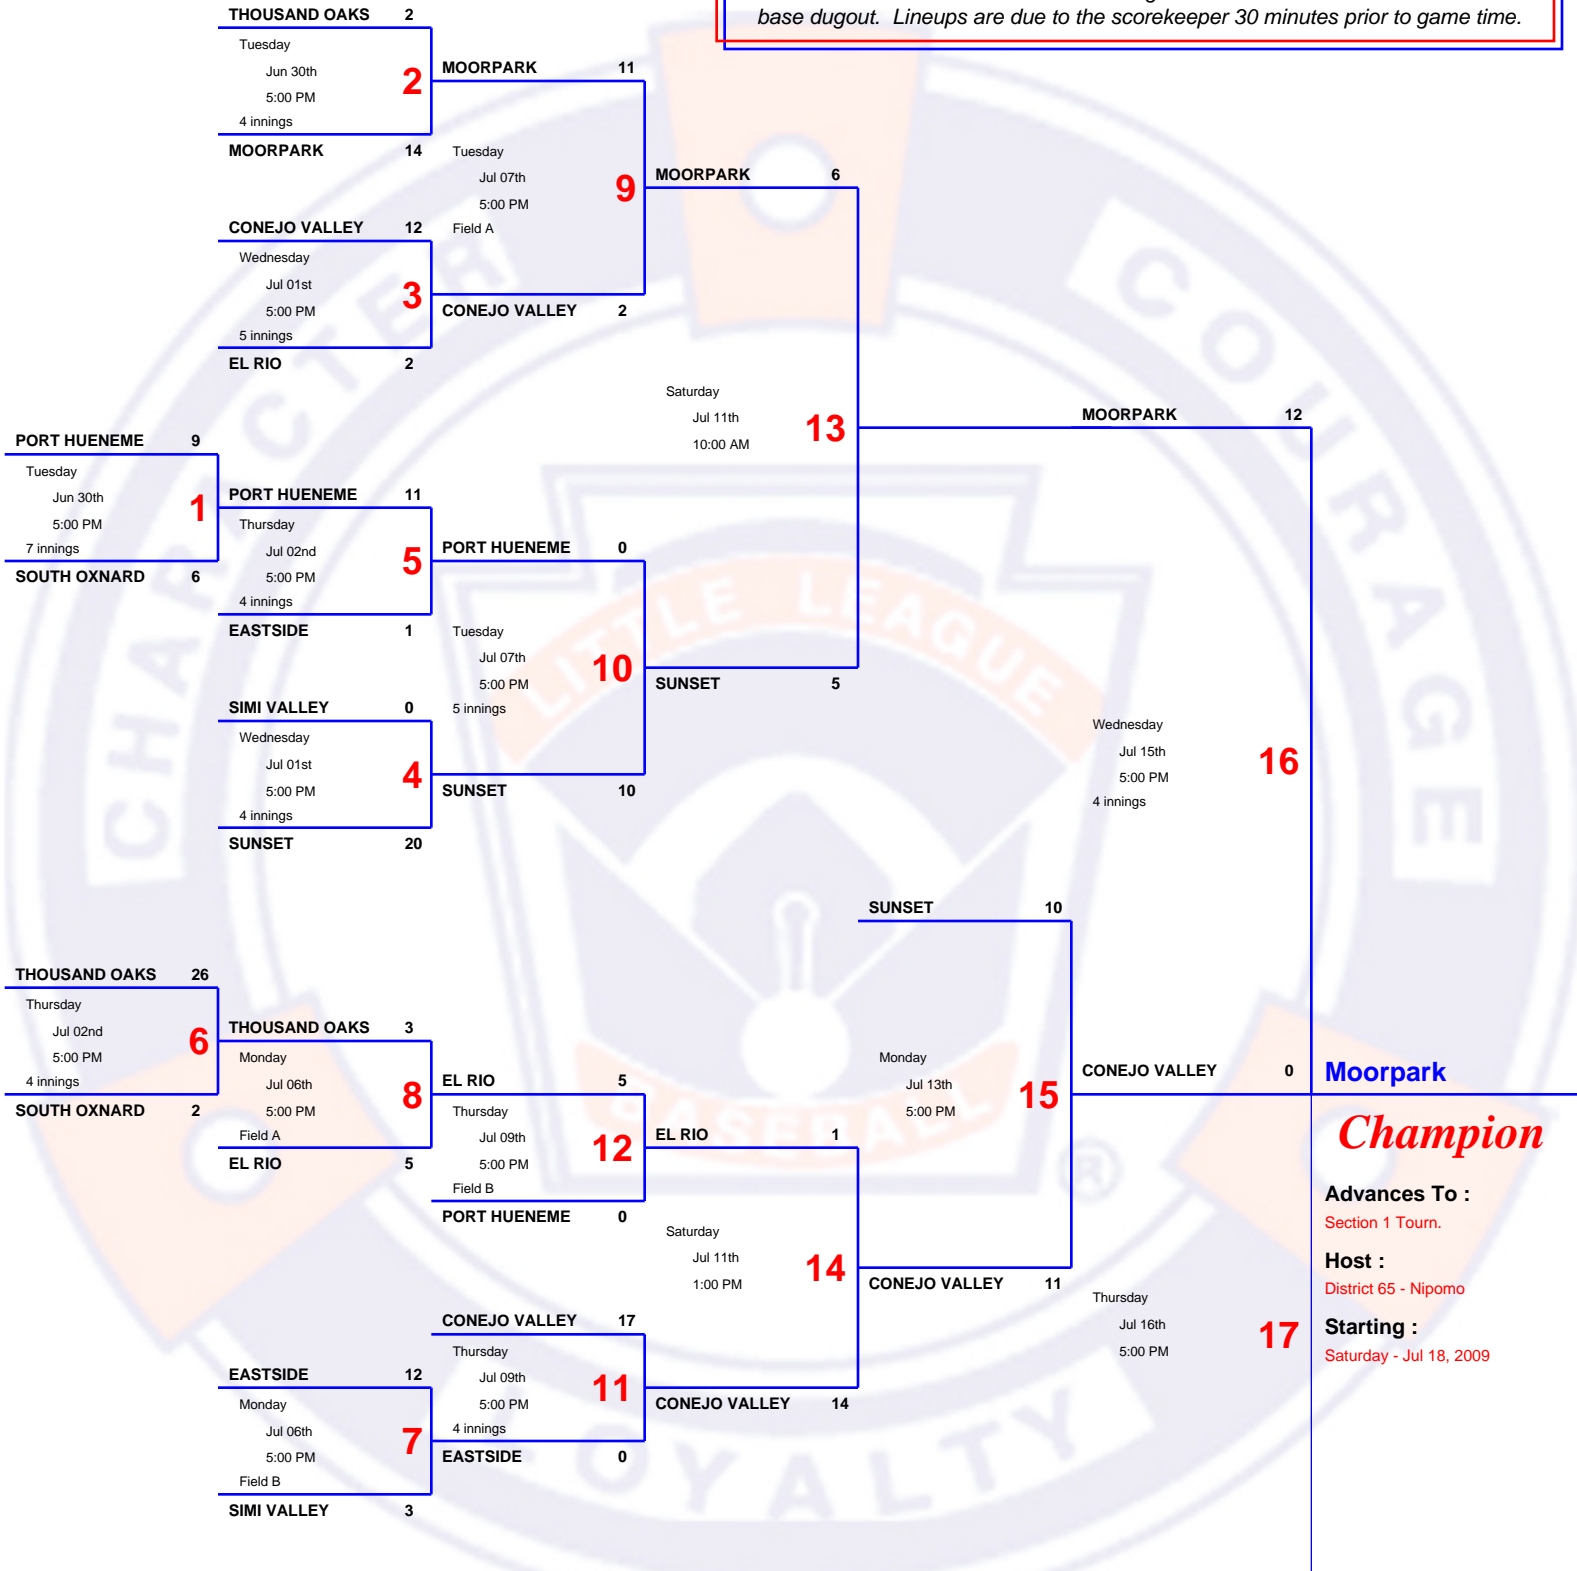 base dugout.  Lineups are due to the scorekeeper 30 minutes prior to game time.
THOUSAND OAKS 2
Tuesday
Jun 30th
5:00 PM
4 innings
2
MOORPARK 14
MOORPARK 11
Tuesday
Jul 07th
5:00 PM
Field A
9
CONEJO VALLEY 12
Wednesday
Jul 01st
5:00 PM
5 innings
3
EL RIO 2
CONEJO VALLEY 2
MOORPARK 6
Saturday
Jul 11th
10:00 AM
13
MOORPARK 12
PORT HUENEME 9
Tuesday
Jun 30th
5:00 PM
7 innings
1
SOUTH OXNARD 6
PORT HUENEME 11
Thursday
Jul 02nd
5:00 PM
4 innings
5
EASTSIDE 1
PORT HUENEME 0
Tuesday
Jul 07th
5:00 PM
5 innings
10
SUNSET 5
SIMI VALLEY 0
Wednesday
Jul 01st
5:00 PM
4 innings
4
SUNSET 20
SUNSET 10
Wednesday
Jul 15th
5:00 PM
4 innings
16
SUNSET 10
THOUSAND OAKS 26
Thursday
Jul 02nd
5:00 PM
4 innings
6
SOUTH OXNARD 2
THOUSAND OAKS 3
Monday
Jul 06th
5:00 PM
Field A
8
EL RIO 5
EL RIO 5
Thursday
Jul 09th
5:00 PM
Field B
12
PORT HUENEME 0
EL RIO 1
Saturday
Jul 11th
1:00 PM
14
Monday
Jul 13th
5:00 PM
15
CONEJO VALLEY 11
CONEJO VALLEY 0
CONEJO VALLEY 17
Thursday
Jul 09th
5:00 PM
4 innings
11
CONEJO VALLEY 14
EASTSIDE 12
Monday
Jul 06th
5:00 PM
Field B
7
SIMI VALLEY 3
EASTSIDE 0
Thursday
Jul 16th
5:00 PM
17
Moorpark
Champion
Advances To :
Section 1 Tourn.
Host :
District 65 - Nipomo
Starting :
Saturday - Jul 18, 2009
CHARACTER
COURAGE
LOYALTY
LITTLE LEAGUE
BASEBALL
®